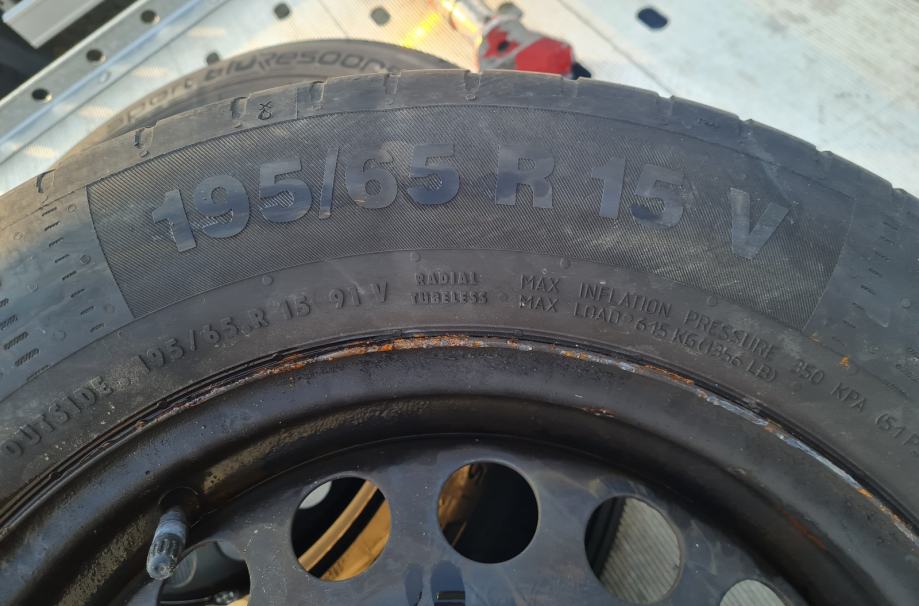 195/65 R 15 V
OUTSIDE 195/65 R 15 91 V
RADIAL
TUBELESS
MAX INFLATION PRESSURE 350 KPA (51 P
MAX LOAD: 615 KG (1356 LB)